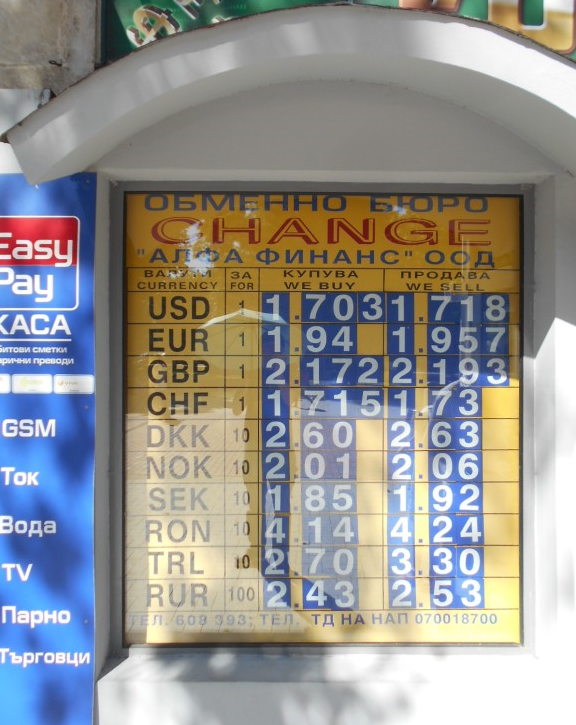 Easy
Pay
КАСА
битови сметки
GSM
Ток
Вода
TV
Парно
Търговци
ОБМЕННО БЮРО
CHANGE
"АЛФА ФИНАНС" ООД
ВАЛУТИ ЗА КУПУВА ПРОДАВА
CURRENCY FOR WE BUY WE SELL
USD 1 1.703 1.718
EUR 1 1.94 1.957
GBP 1 2.172 2.193
CHF 1 1.715 1.73
DKK 10 2.60 2.63
NOK 10 2.01 2.06
SEK 10 1.85 1.92
RON 10 4.14 4.24
TRL 10 2.70 3.30
RUR 100 2.43 2.53
ТЕЛ. 608 393; ТЕЛ. ТД НА НАП 070018700